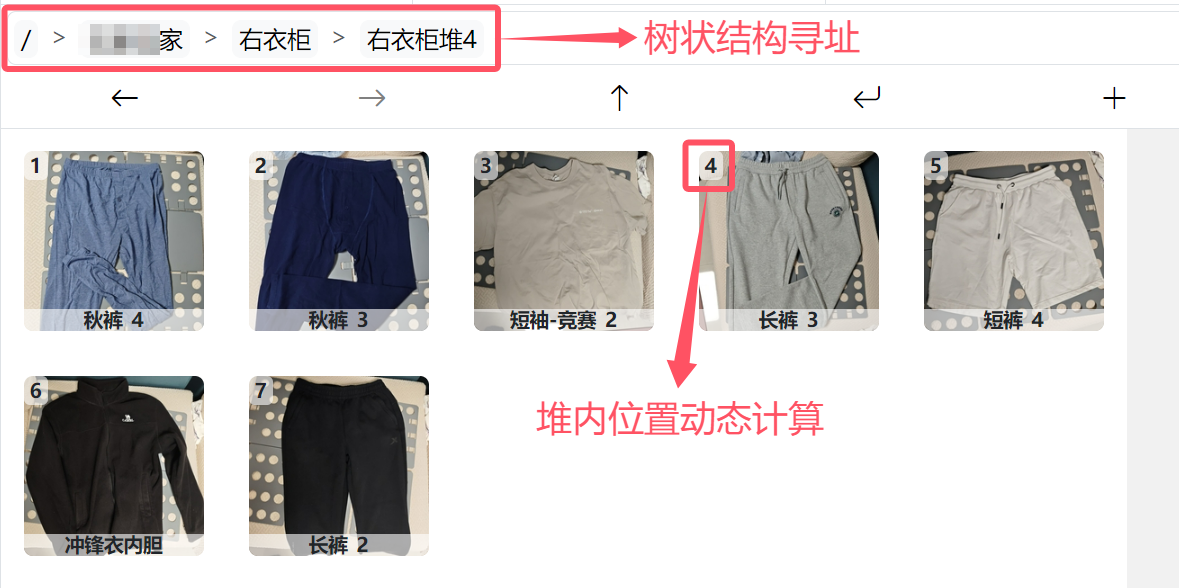 / > 家 > 右衣柜 > 右衣柜堆4
树状结构寻址
← → ↑ ↵ +
1
2
3
4
5
秋裤 4
秋裤 3
短袖-竞赛 2
长裤 3
短裤 4
堆内位置动态计算
6
7
冲锋衣内胆
长裤 2